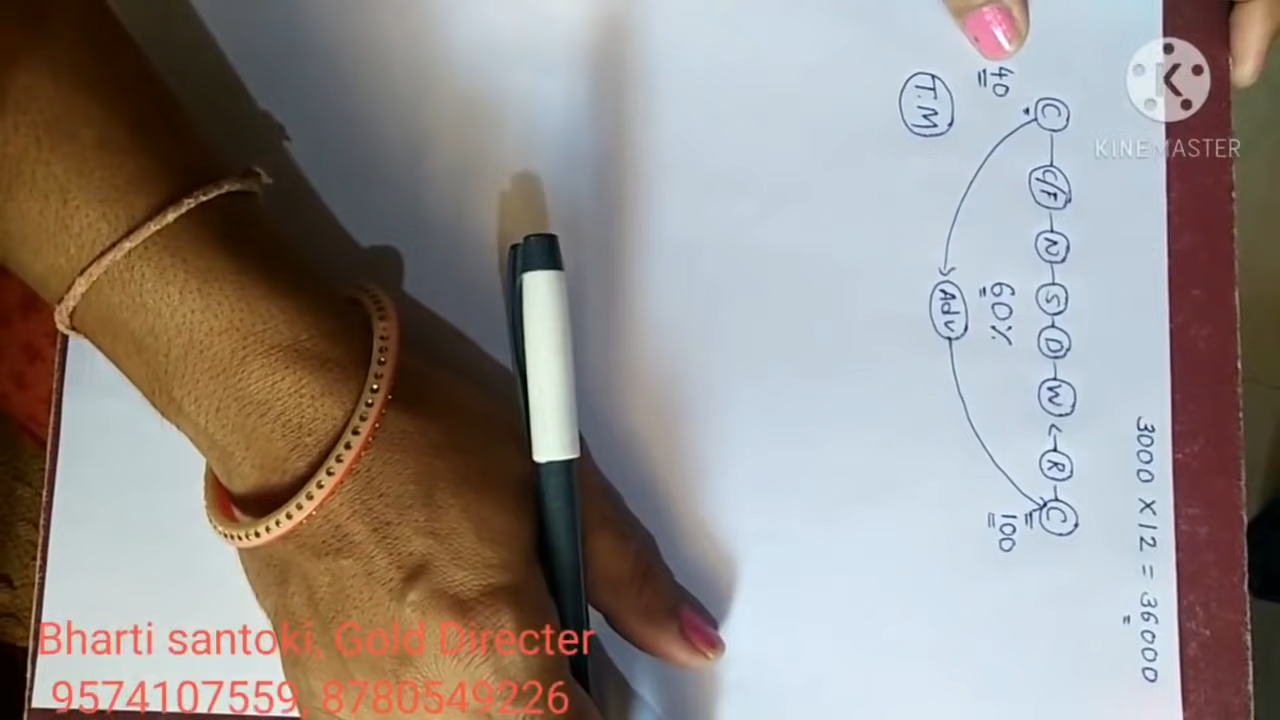 3000 X 12 = 36000
C C/F N S D W < R C
40 60% 100
T.M Adv
KINEMASTER
Bharti santoki, Gold Directer
9574107559 8780549226